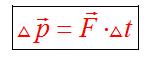 △p⃗ = F⃗ ·△t